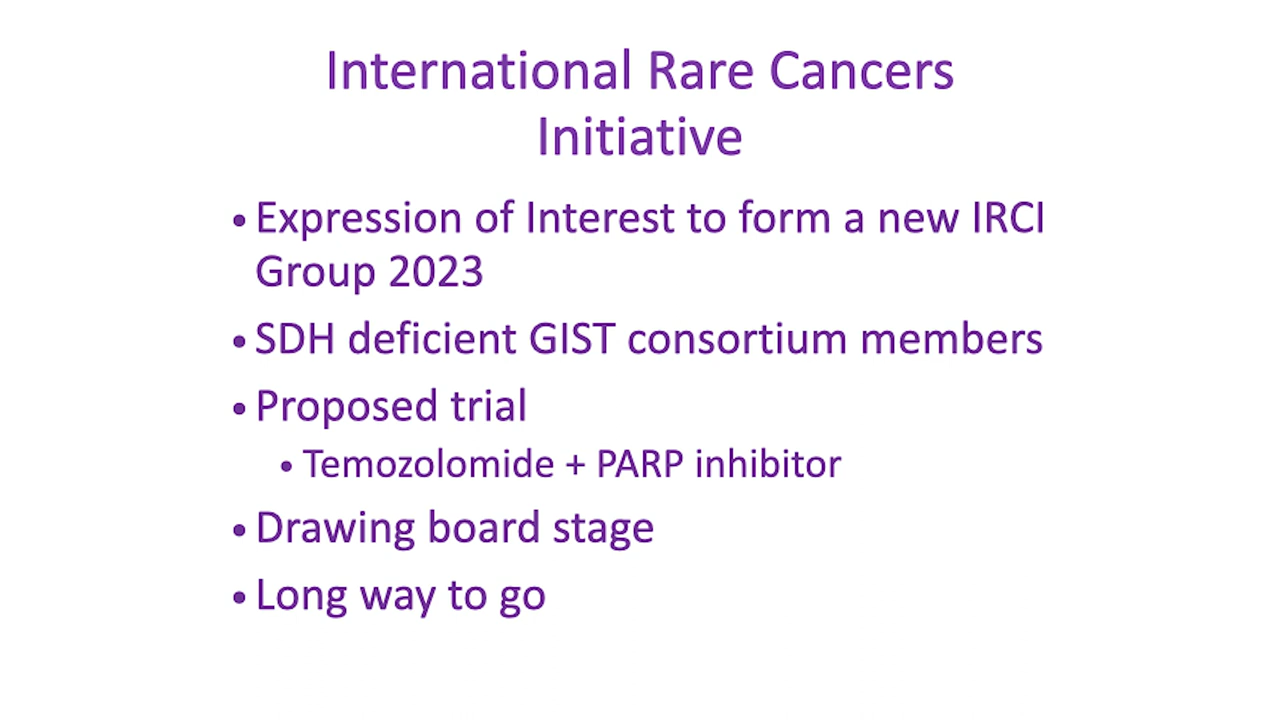 International Rare Cancers
Initiative
• Expression of Interest to form a new IRCI
Group 2023
• SDH deficient GIST consortium members
• Proposed trial
• Temozolomide + PARP inhibitor
• Drawing board stage
• Long way to go